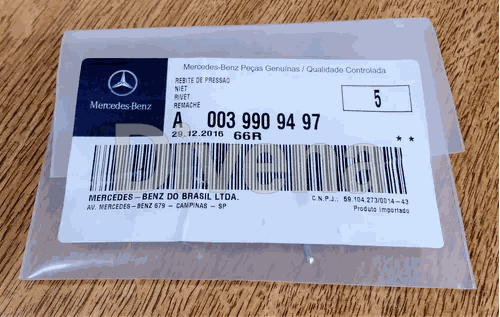 Mercedes-Benz Peças Genuínas / Qualidade Controlada
Mercedes-Benz
REBITE DE PRESSAO
NIET
RIVET
REMACHE
5
A 003 990 94 97
29.12.2016 66R
**
Divena
MERCEDES-BENZ DO BRASIL LTDA.
AV. MERCEDES-BENZ 679 - CAMPINAS - SP
C.N.P.J.: 59.104.273/0014-43
Produto Importado